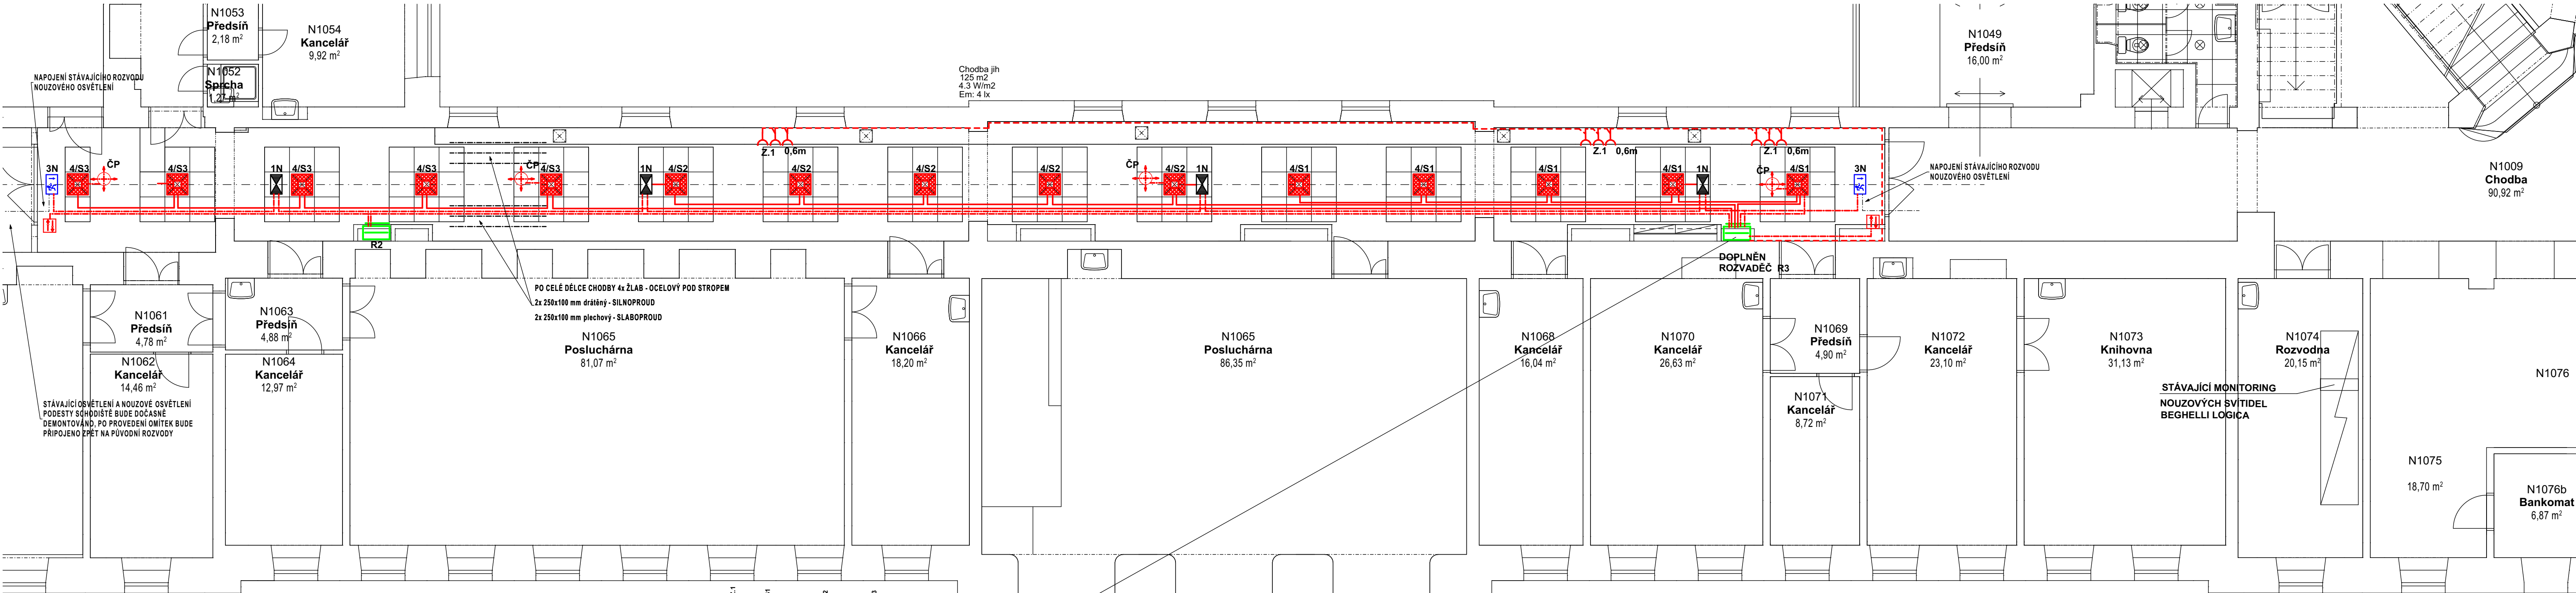 N1053
Předsíň
2,18 m²
N1054
Kancelář
9,92 m²
N1052
Sprcha
1,27 m²
NAPOJENÍ STÁVAJÍCÍHO ROZVODU
NOUZOVÉHO OSVĚTLENÍ
Chodba jih
125 m2
4.3 W/m2
Em: 4 lx
N1049
Předsíň
16,00 m²
N1009
Chodba
90,92 m²
NAPOJENÍ STÁVAJÍCÍHO ROZVODU
NOUZOVÉHO OSVĚTLENÍ
Z.1 0,6m
Z.1 0,6m
Z.1 0,6m
3N
4/S3
ČP
4/S3
1N
4/S3
4/S3
ČP
4/S3
1N
4/S2
4/S2
4/S2
4/S2
ČP
4/S2
1N
4/S1
4/S1
4/S1
4/S1
1N
ČP
4/S1
3N
R2
DOPLNĚN
ROZVADĚČ R3
PO CELÉ DÉLCE CHODBY 4x ŽLAB - OCELOVÝ POD STROPEM
2x 250x100 mm drátěný - SILNOPROUD
2x 250x100 mm plechový - SLABOPROUD
N1061
Předsíň
4,78 m²
N1062
Kancelář
14,46 m²
N1063
Předsíň
4,88 m²
N1064
Kancelář
12,97 m²
N1065
Posluchárna
81,07 m²
N1066
Kancelář
18,20 m²
N1065
Posluchárna
86,35 m²
N1068
Kancelář
16,04 m²
N1070
Kancelář
26,63 m²
N1069
Předsíň
4,90 m²
N1071
Kancelář
8,72 m²
N1072
Kancelář
23,10 m²
N1073
Knihovna
31,13 m²
N1074
Rozvodna
20,15 m²
N1076
STÁVAJÍCÍ MONITORING
NOUZOVÝCH SVÍTIDEL
BEGHELLI LOGICA
N1075
18,70 m²
N1076b
Bankomat
6,87 m²
STÁVAJÍCÍ OSVĚTLENÍ A NOUZOVÉ OSVĚTLENÍ
PODESTY SCHODIŠTĚ BUDE DOČASNĚ
DEMONTOVÁNO, PO PROVEDENÍ OMÍTEK BUDE
PŘIPOJENO ZPĚT NA PŮVODNÍ ROZVODY